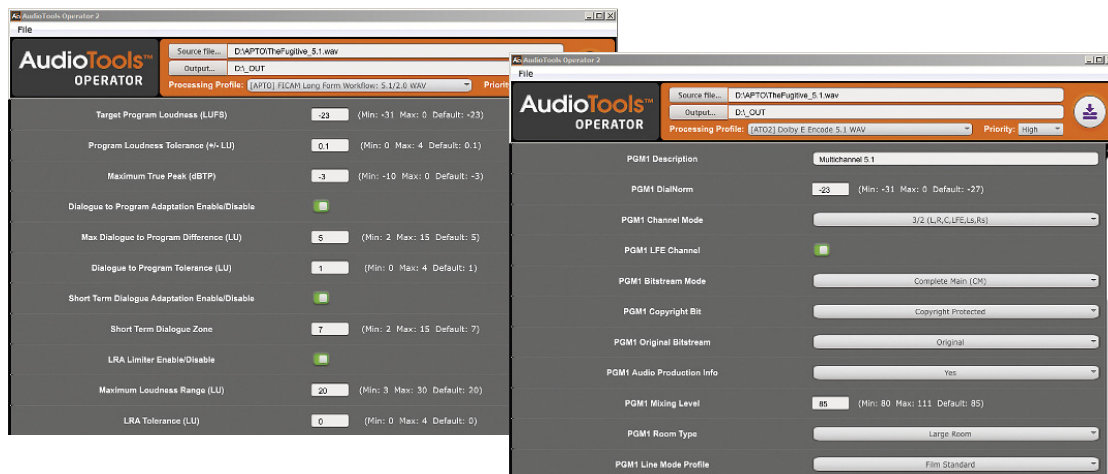 AudioTools Operator 2
File
AudioTools™
OPERATOR
Source file... D:\APTO\TheFugitive_5.1.wav
Output... D:\_OUT
Processing Profile: [APTO] FICAM Long Form Workflow: 5.1/2.0 WAV
Target Program Loudness (LUFS) -23 (Min: -31 Max: 0 Default: -23)
Program Loudness Tolerance (+/- LU) 0.1 (Min: 0 Max: 4 Default: 0.1)
Maximum True Peak (dBTP) -3 (Min: -10 Max: 0 Default: -3)
Dialogue to Program Adaptation Enable/Disable
Max Dialogue to Program Difference (LU) 5 (Min: 2 Max: 15 Default: 5)
Dialogue to Program Tolerance (LU) 1 (Min: 0 Max: 4 Default: 1)
Short Term Dialogue Adaptation Enable/Disable
Short Term Dialogue Zone 7 (Min: 2 Max: 15 Default: 7)
LRA Limiter Enable/Disable
Maximum Loudness Range (LU) 20 (Min: 3 Max: 30 Default: 20)
LRA Tolerance (LU) 0 (Min: 0 Max: 4 Default: 0)
AudioTools Operator 2
File
AudioTools™
OPERATOR
Source file... D:\APTO\TheFugitive_5.1.wav
Output... D:\_OUT
Processing Profile: [ATO2] Dolby E Encode 5.1 WAV Priority: High
PGM1 Description Multichannel 5.1
PGM1 DialNorm -23 (Min: -31 Max: 0 Default: -27)
PGM1 Channel Mode 3/2 (L,R,C,LFE,Ls,Rs)
PGM1 LFE Channel
PGM1 Bitstream Mode Complete Main (CM)
PGM1 Copyright Bit Copyright Protected
PGM1 Original Bitstream Original
PGM1 Audio Production Info Yes
PGM1 Mixing Level 85 (Min: 80 Max: 111 Default: 85)
PGM1 Room Type Large Room
PGM1 Line Mode Profile Film Standard